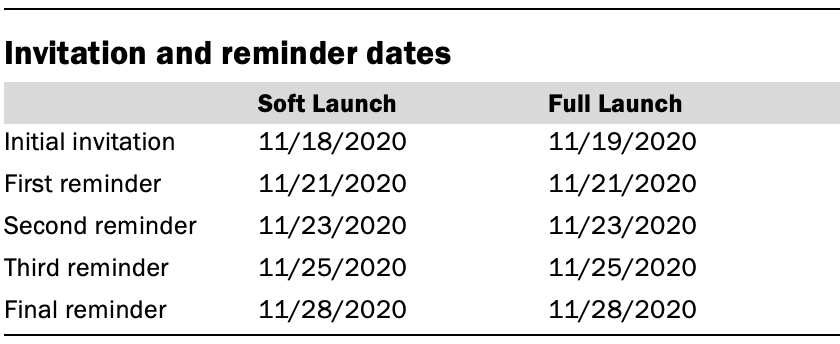 Invitation and reminder dates
Soft Launch Full Launch
Initial invitation 11/18/2020 11/19/2020
First reminder 11/21/2020 11/21/2020
Second reminder 11/23/2020 11/23/2020
Third reminder 11/25/2020 11/25/2020
Final reminder 11/28/2020 11/28/2020